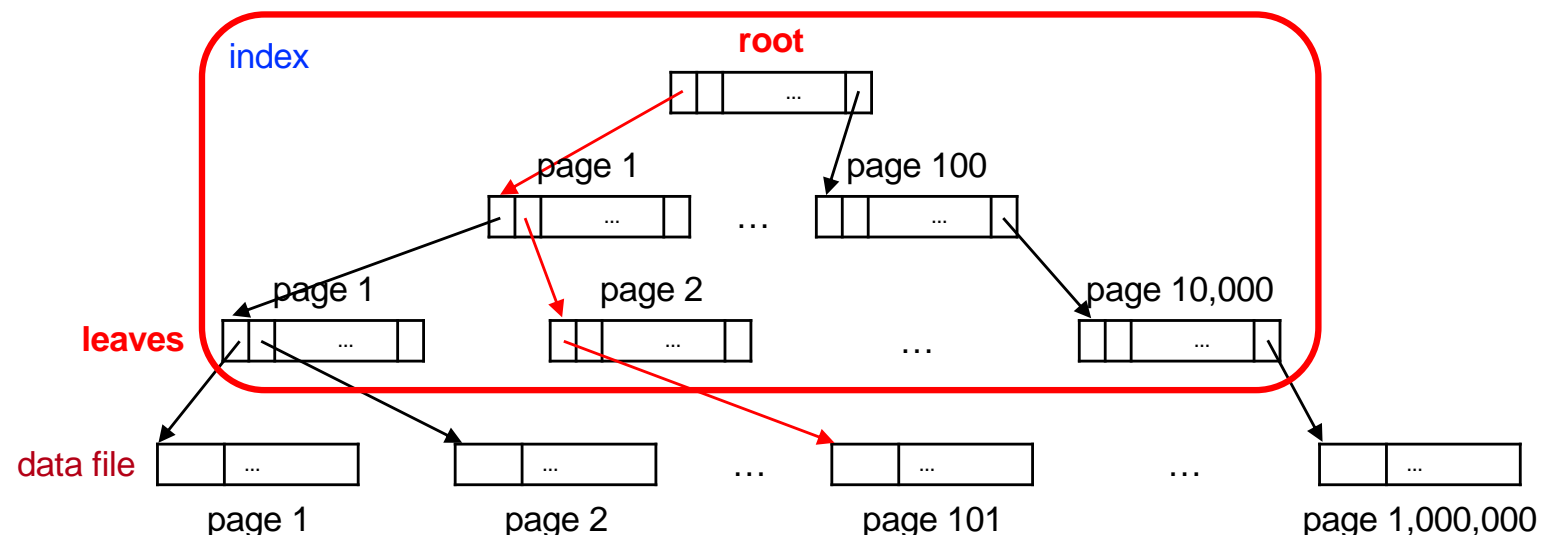 root
index
...
page 1 page 100
... … ...
page 1 page 2 page 10,000
leaves ... ... … ...
data file ... ... … ... … ...
page 1 page 2 page 101 page 1,000,000